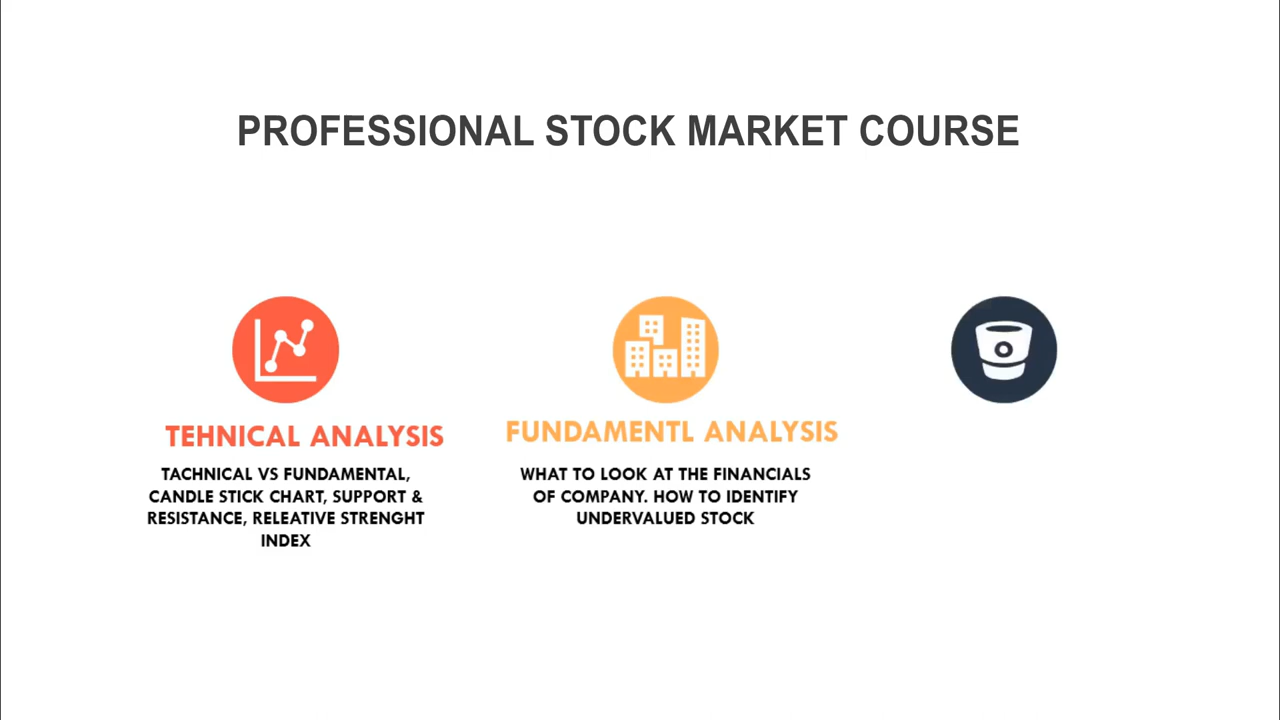 PROFESSIONAL STOCK MARKET COURSE
TEHNICAL ANALYSIS
TACHNICAL VS FUNDAMENTAL,
CANDLE STICK CHART, SUPPORT &
RESISTANCE, RELEATIVE STRENGHT
INDEX
FUNDAMENTL ANALYSIS
WHAT TO LOOK AT THE FINANCIALS
OF COMPANY. HOW TO IDENTIFY
UNDERVALUED STOCK